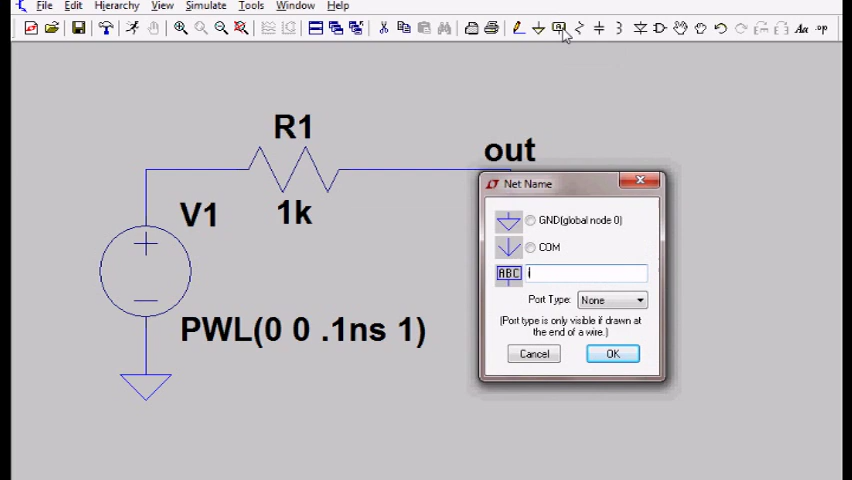 File Edit Hierarchy View Simulate Tools Window Help
Aa .op
R1
out
1k
V1
PWL(0 0 .1ns 1)
Net Name
GND(global node 0)
COM
ABC i
Port Type: None
(Port type is only visible if drawn at
the end of a wire.)
Cancel OK